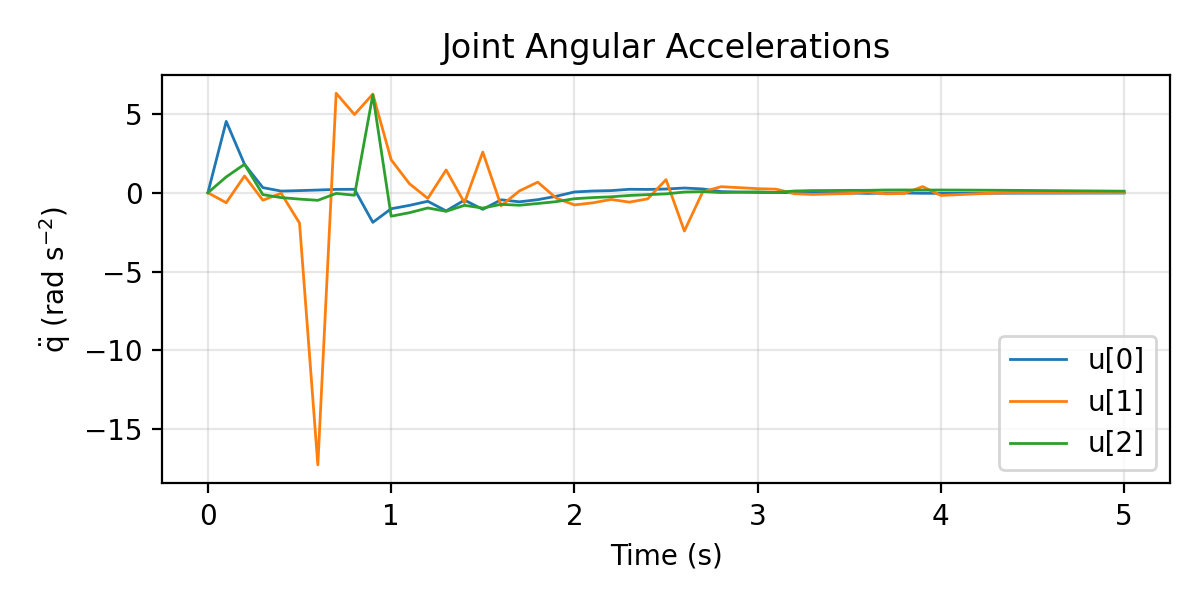 Joint Angular Accelerations
q̈ (rad s⁻²)
5
0
−5
−10
−15
u[0]
u[1]
u[2]
0 1 2 3 4 5
Time (s)